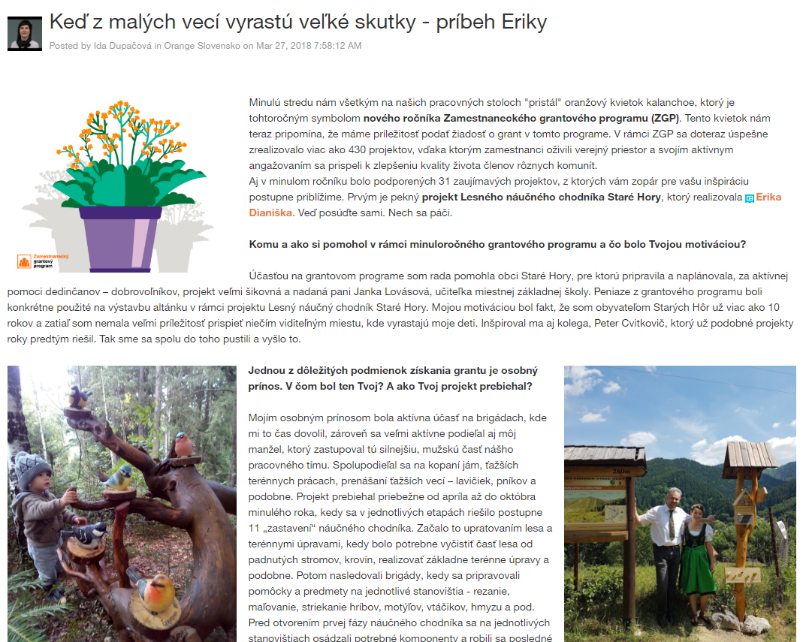 Keď z malých vecí vyrastú veľké skutky - príbeh Eriky
Posted by Ida Dupačová in Orange Slovensko on Mar 27, 2018 7:58:12 AM
Minulú stredu nám všetkým na našich pracovných stoloch "pristál" oranžový kvietok kalanchoe, ktorý je
tohtoročným symbolom nového ročníka Zamestnaneckého grantového programu (ZGP). Tento kvietok nám
teraz pripomína, že máme príležitosť podať žiadosť o grant v tomto programe. V rámci ZGP sa doteraz úspešne
zrealizovalo viac ako 430 projektov, vďaka ktorým zamestnanci oživili verejný priestor a svojím aktívnym
angažovaním sa prispeli k zlepšeniu kvality života členov rôznych komunít.
Aj v minulom ročníku bolo podporených 31 zaujímavých projektov, z ktorých vám zopár pre vašu inšpiráciu
postupne priblížime. Prvým je pekný projekt Lesného náučného chodníka Staré Hory, ktorý realizovala Erika
Dianiška. Veď posúďte sami. Nech sa páči.
Zamestnanecký
grantový
program
Komu a ako si pomohol v rámci minuloročného grantového programu a čo bolo Tvojou motiváciou?
Účasťou na grantovom programe som rada pomohla obci Staré Hory, pre ktorú pripravila a naplánovala, za aktívnej
pomoci dedinčanov – dobrovoľníkov, projekt veľmi šikovná a nadaná pani Janka Lovásová, učiteľka miestnej základnej školy. Peniaze z grantového programu boli
konkrétne použité na výstavbu altánku v rámci projektu Lesný náučný chodník Staré Hory. Mojou motiváciou bol fakt, že som obyvateľom Starých Hôr už viac ako 10
rokov a zatiaľ som nemala veľmi príležitosť prispieť niečím viditeľným miestu, kde vyrastajú moje deti. Inšpiroval ma aj kolega, Peter Cvitkovič, ktorý už podobné projekty
roky predtým riešil. Tak sme sa spolu do toho pustili a vyšlo to.
Jednou z dôležitých podmienok získania grantu je osobný
prínos. V čom bol ten Tvoj? A ako Tvoj projekt prebiehal?
Mojím osobným prínosom bola aktívna účasť na brigádach, kde
mi to čas dovolil, zároveň sa veľmi aktívne podieľal aj môj
manžel, ktorý zastupoval tú silnejšiu, mužskú časť nášho
pracovného tímu. Spolupodieľal sa na kopaní jám, ťažších
terénnych prácach, prenášaní ťažších vecí – lavičiek, pníkov a
podobne. Projekt prebiehal priebežne od apríla až do októbra
minulého roka, kedy sa v jednotlivých etapách riešilo postupne
11 „zastavení“ náučného chodníka. Začalo to upratovaním lesa a
terénnymi úpravami, kedy bolo potrebne vyčistiť časť lesa od
padnutých stromov, krovín, realizovať základne terénne úpravy a
podobne. Potom nasledovali brigády, kedy sa pripravovali
pomôcky a predmety na jednotlivé stanovištia - rezanie,
maľovanie, striekanie hríbov, motýľov, vtáčikov, hmyzu a pod.
Pred otvorením prvej fázy náučného chodníka sa na jednotlivých
stanovištiach osádzali potrebné komponenty a robili sa posledné